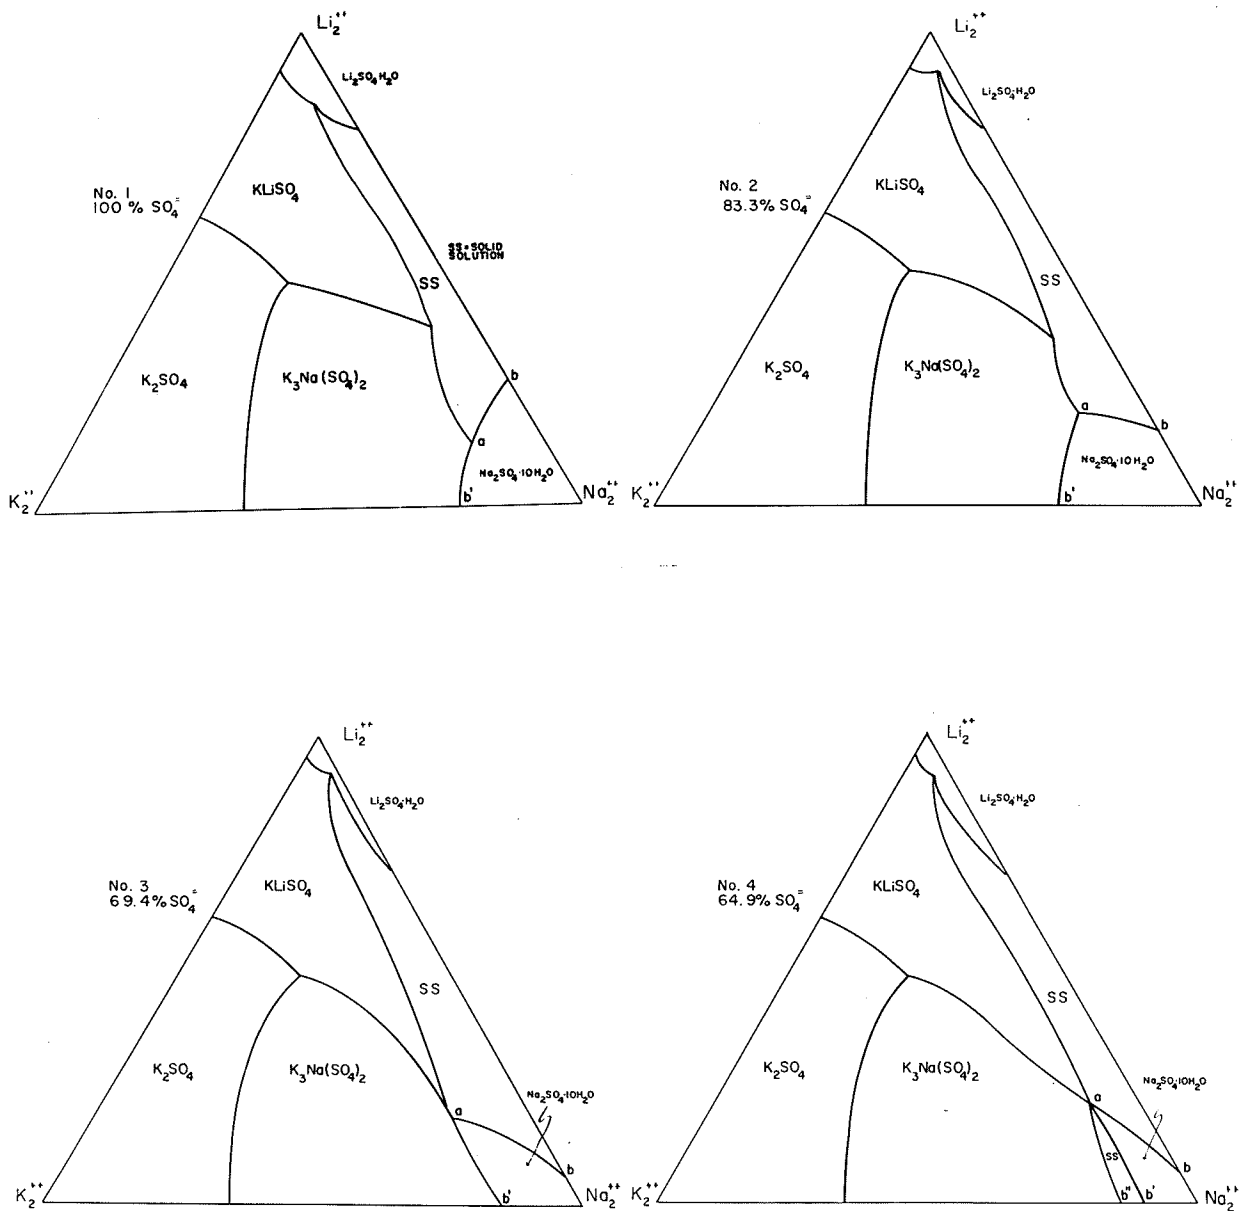 Li₂⁺⁺
Li₂SO₄·H₂O
No. 1
100 % SO₄⁼
KLiSO₄
SS = SOLID
SOLUTION
SS
K₂SO₄
K₃Na(SO₄)₂
b
a
Na₂SO₄·10H₂O
b'
K₂⁺⁺
Na₂⁺⁺
Li₂⁺⁺
Li₂SO₄·H₂O
No. 2
83.3% SO₄⁼
KLiSO₄
SS
K₂SO₄
K₃Na(SO₄)₂
a
b
Na₂SO₄·10H₂O
b'
K₂⁺⁺
Na₂⁺⁺
Li₂⁺⁺
Li₂SO₄·H₂O
No. 3
69.4% SO₄⁼
KLiSO₄
SS
K₂SO₄
K₃Na(SO₄)₂
Na₂SO₄·10H₂O
a
b
b'
K₂⁺⁺
Na₂⁺⁺
Li₂⁺⁺
Li₂SO₄·H₂O
No. 4
64.9% SO₄⁼
KLiSO₄
SS
K₂SO₄
K₃Na(SO₄)₂
Na₂SO₄·10H₂O
a
SS
b
b" b'
K₂⁺⁺
Na₂⁺⁺